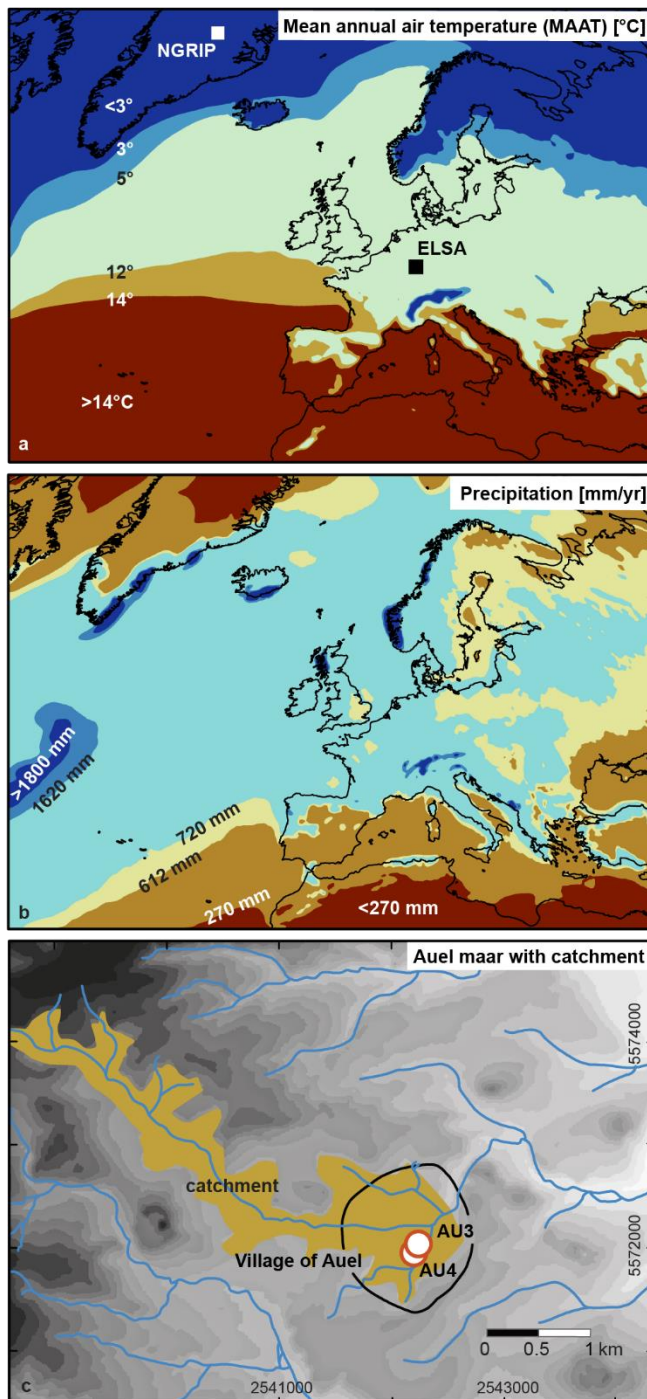 Mean annual air temperature (MAAT) [°C]
NGRIP
<3°
3°
5°
ELSA
12°
14°
>14°C
a
Precipitation [mm/yr]
>1800 mm
1620 mm
720 mm
612 mm
270 mm
<270 mm
b
Auel maar with catchment
5574000
catchment
AU3
Village of Auel
5572000
AU4
0 0.5 1 km
c
2541000
2543000